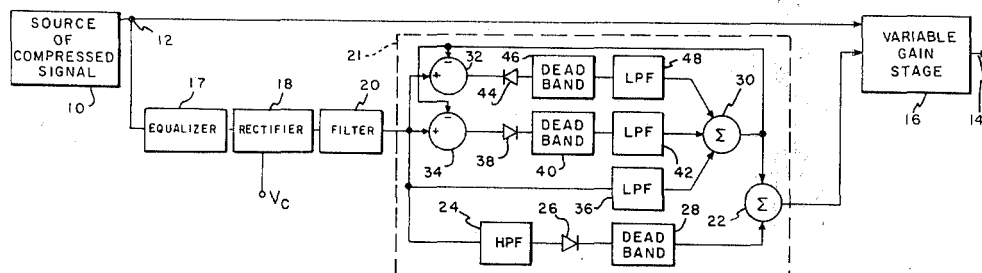 SOURCE
OF
COMPRESSED
SIGNAL
10
12
17
EQUALIZER
18
RECTIFIER
VC
20
FILTER
21
+
32
44
46
DEAD
BAND
48
LPF
30
Σ
+
34
38
DEAD
BAND
40
LPF
42
LPF
36
24
HPF
26
DEAD
BAND
28
22
Σ
VARIABLE
GAIN
STAGE
16
14